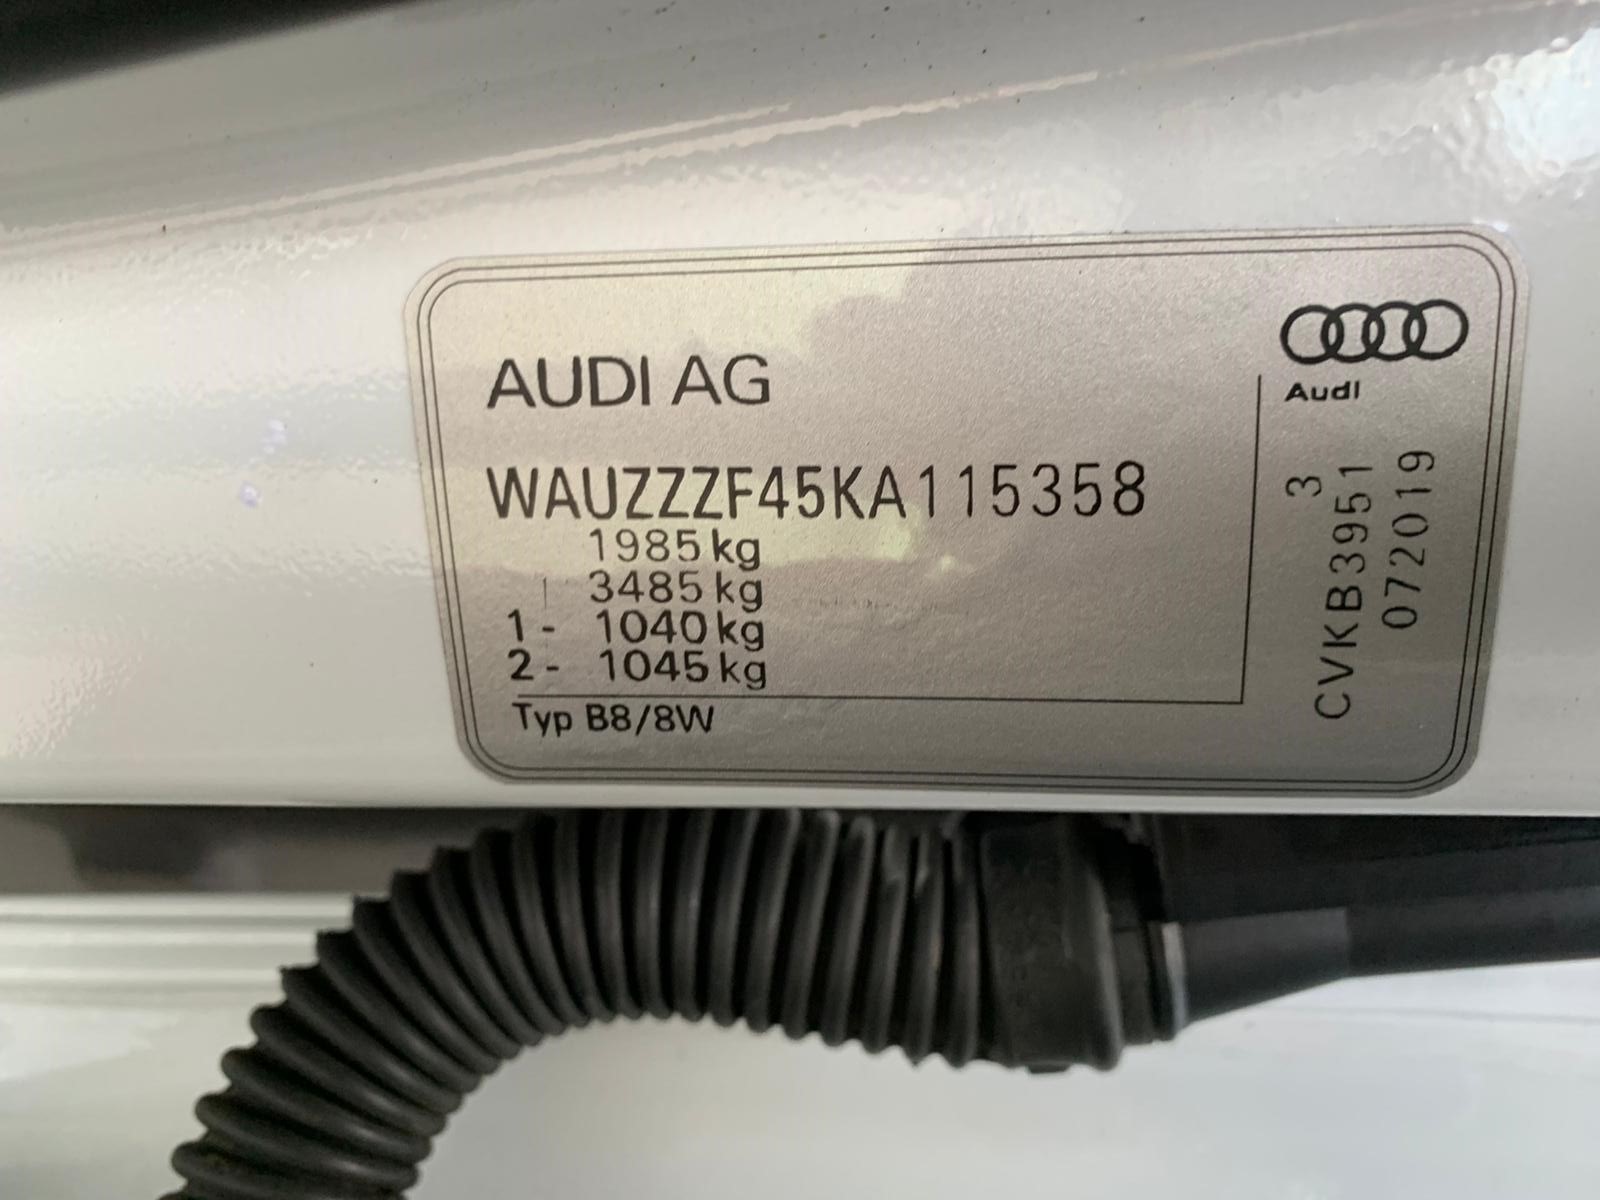 AUDI AG
WAUZZZF45KA115358
1985 kg
3485 kg
1- 1040 kg
2- 1045 kg
Typ B8/8W
Audi
3
CVKB3951
072019